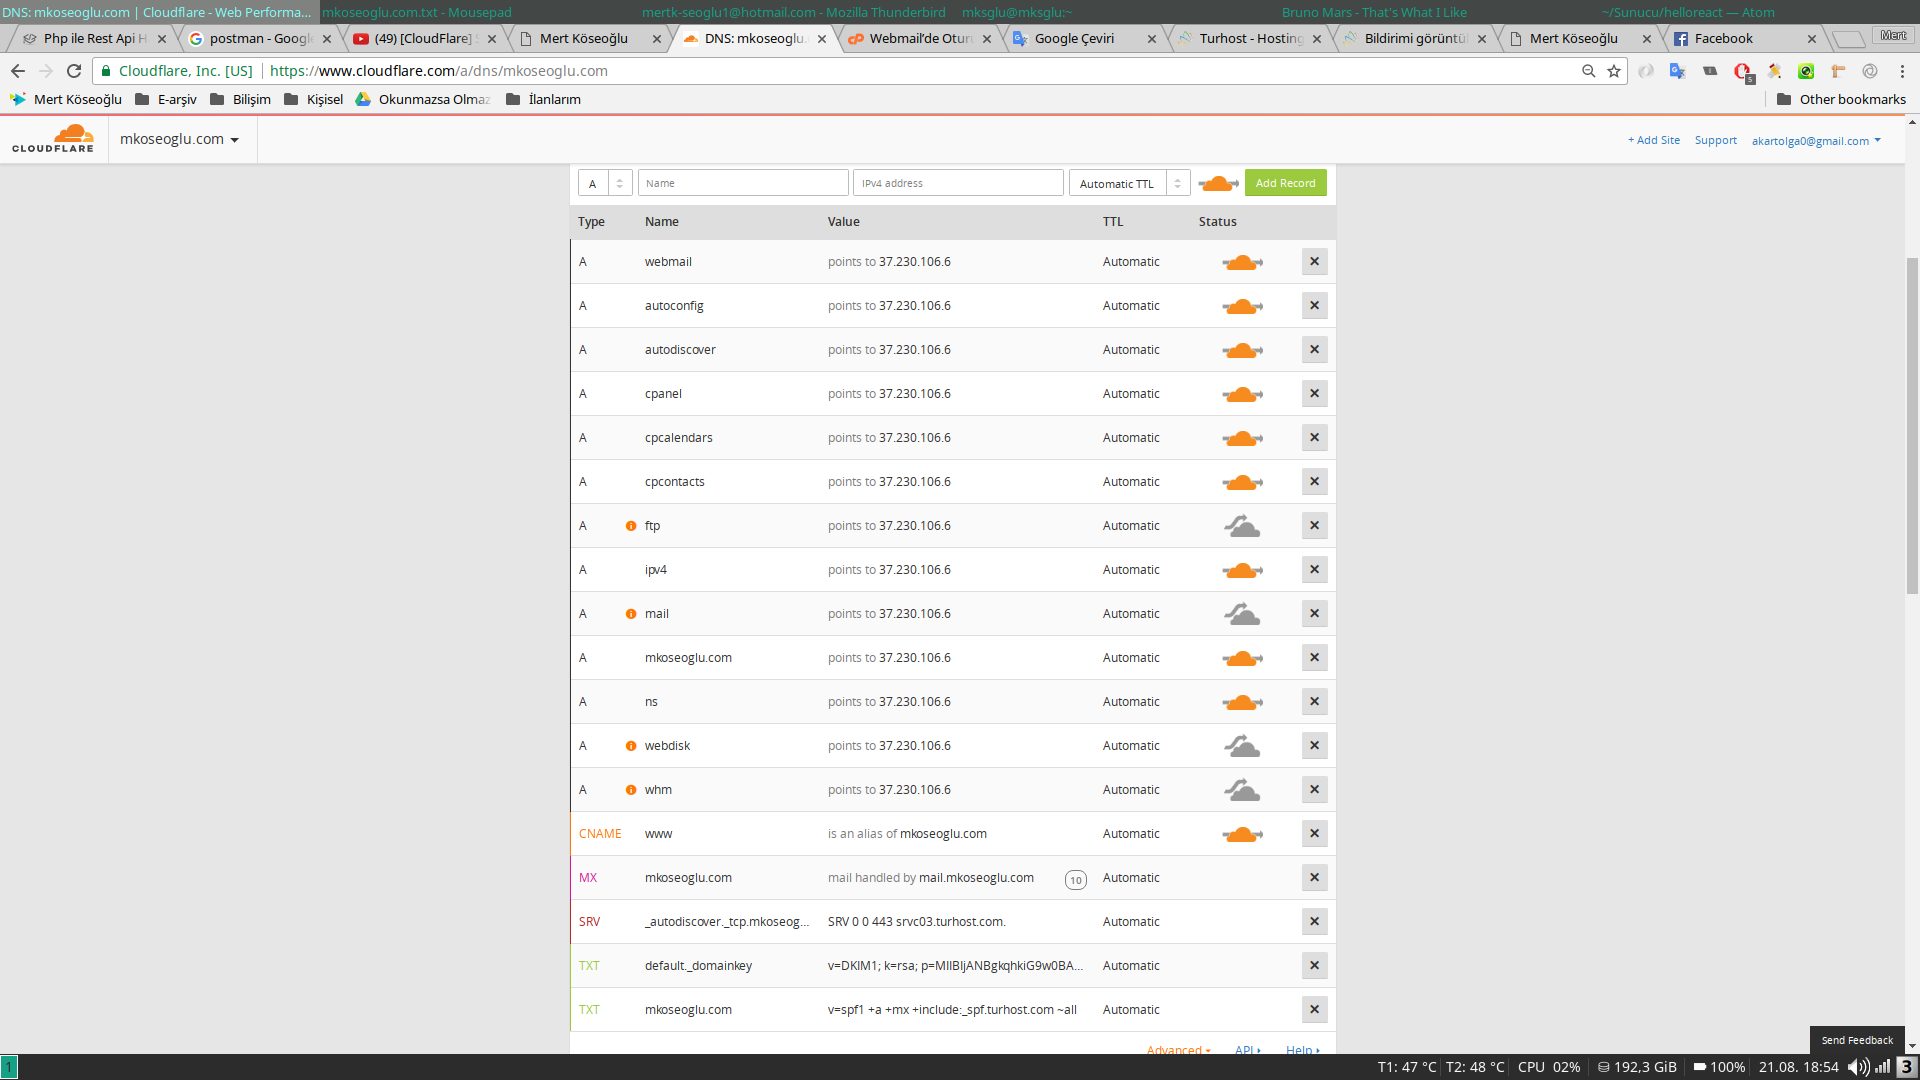 DNS: mkoseoglu.com | Cloudflare - Web Performa... mkoseoglu.com.txt - Mousepad mertk-seoglu1@hotmail.com - Mozilla Thunderbird mksglu@mksglu:~ Bruno Mars - That's What I Like ~/Sunucu/helloreact — Atom
Php ile Rest Api H postman - Googl (49) [CloudFlare] Mert Köseoğlu DNS: mkoseoglu. Webmail'de Otur Google Çeviri Turhost - Hosting Bildirimi görüntül Mert Köseoğlu Facebook Mert
Cloudflare, Inc. [US] https://www.cloudflare.com/a/dns/mkoseoglu.com 5
Mert Köseoğlu E-arşiv Bilişim Kişisel Okunmazsa Olmaz İlanlarım Other bookmarks
CLOUDFLARE mkoseoglu.com + Add Site Support akartolga0@gmail.com
A Name IPv4 address Automatic TTL Add Record
Type Name Value TTL Status
A webmail points to 37.230.106.6 Automatic
A autoconfig points to 37.230.106.6 Automatic
A autodiscover points to 37.230.106.6 Automatic
A cpanel points to 37.230.106.6 Automatic
A cpcalendars points to 37.230.106.6 Automatic
A cpcontacts points to 37.230.106.6 Automatic
A ftp points to 37.230.106.6 Automatic
A ipv4 points to 37.230.106.6 Automatic
A mail points to 37.230.106.6 Automatic
A mkoseoglu.com points to 37.230.106.6 Automatic
A ns points to 37.230.106.6 Automatic
A webdisk points to 37.230.106.6 Automatic
A whm points to 37.230.106.6 Automatic
CNAME www is an alias of mkoseoglu.com Automatic
MX mkoseoglu.com mail handled by mail.mkoseoglu.com 10 Automatic
SRV _autodiscover._tcp.mkoseog... SRV 0 0 443 srvc03.turhost.com. Automatic
TXT default._domainkey v=DKIM1; k=rsa; p=MIIBIjANBgkqhkiG9w0BA... Automatic
TXT mkoseoglu.com v=spf1 +a +mx +include:_spf.turhost.com ~all Automatic
Advanced API Help
Send Feedback
1 T1: 47 °C T2: 48 °C CPU 02% 192,3 GiB 100% 21.08. 18:54 3